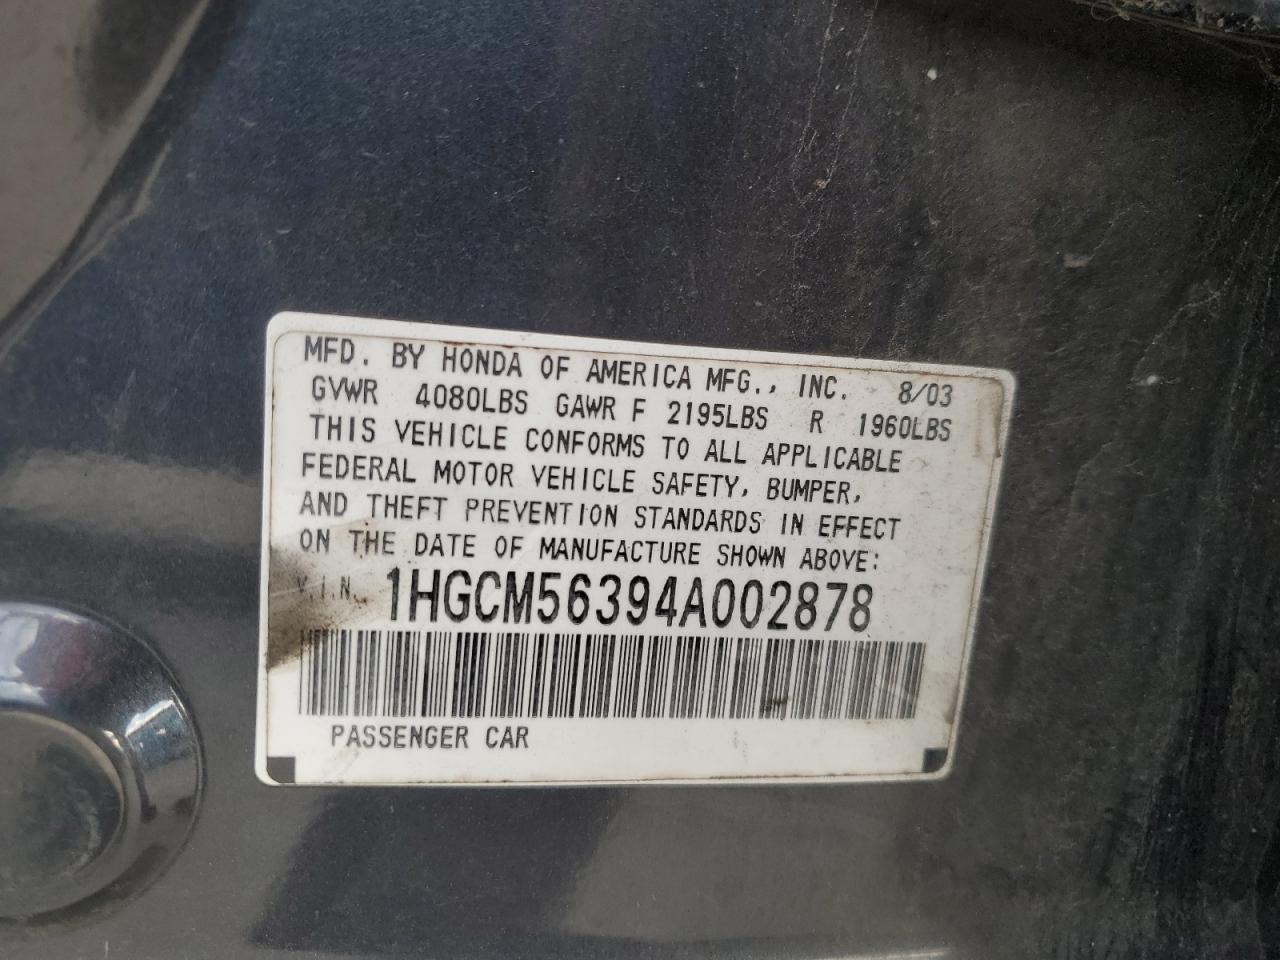 MFD. BY HONDA OF AMERICA MFG., INC. 8/03
GVWR 4080LBS GAWR F 2195LBS R 1960LBS
THIS VEHICLE CONFORMS TO ALL APPLICABLE
FEDERAL MOTOR VEHICLE SAFETY, BUMPER,
AND THEFT PREVENTION STANDARDS IN EFFECT
ON THE DATE OF MANUFACTURE SHOWN ABOVE:
V.I.N. 1HGCM56394A002878
PASSENGER CAR